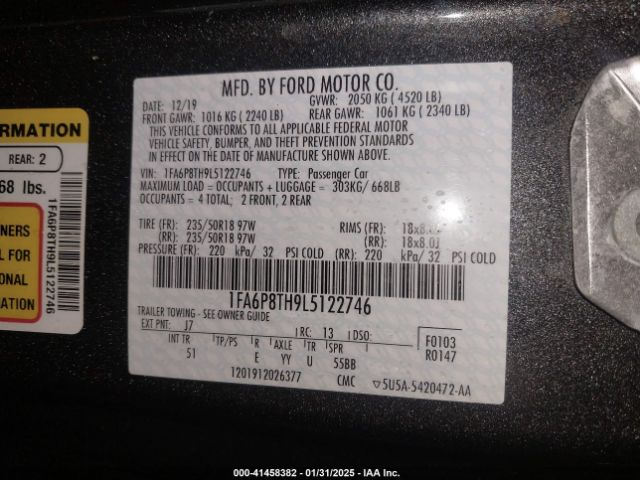 MFD. BY FORD MOTOR CO.
DATE: 12/19 GVWR: 2050 KG ( 4520 LB)
FRONT GAWR: 1016 KG ( 2240 LB) REAR GAWR: 1061 KG ( 2340 LB)
THIS VEHICLE CONFORMS TO ALL APPLICABLE FEDERAL MOTOR
VEHICLE SAFETY, BUMPER, AND THEFT PREVENTION STANDARDS
IN EFFECT ON THE DATE OF MANUFACTURE SHOWN ABOVE.
VIN: 1FA6P8TH9L5122746 TYPE: Passenger Car
MAXIMUM LOAD = OCCUPANTS + LUGGAGE = 303KG/ 668LB
OCCUPANTS = 4 TOTAL; 2 FRONT, 2 REAR
TIRE (FR): 235/50R18 97W RIMS (FR): 18x8.
(RR): 235/50R18 97W (RR): 18x8.0J
PRESSURE (FR): 220 kPa/ 32 PSI COLD (RR): 220 kPa/ 32 PSI COLD
1FA6P8TH9L5122746
TRAILER TOWING - SEE OWNER GUIDE
EXT PNT: J7 RC: 13 DSO: F0103
INT TR TP/PS R AXLE TR SPR R0147
51 E YY U 55BB
1201912026377 CMC 5U5A-5420472-AA
ORMATION
REAR: 2
68 lbs.
ERS
L FOR
ONAL
1FA6P8TH9L5122746
000-41458382 - 01/31/2025 - IAA Inc.